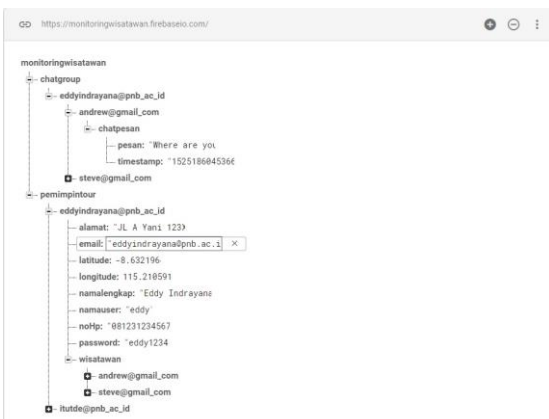 https://monitoringwisatawan.firebaseio.com/
monitoringwisatawan
chatgroup
eddyindrayana@pnb_ac_id
andrew@gmail_com
chatpesan
pesan: "Where are you
timestamp: "1525186045366
steve@gmail_com
pemimpintour
eddyindrayana@pnb_ac_id
alamat: "JL A Yani 123X
email: "eddyindrayana@pnb.ac.i ×
latitude: -8.632196
longitude: 115.210591
namalengkap: "Eddy Indrayana
namauser: "eddy"
noHp: "081231234567
password: "eddy1234
wisatawan
andrew@gmail_com
steve@gmail_com
itutde@pnb_ac_id